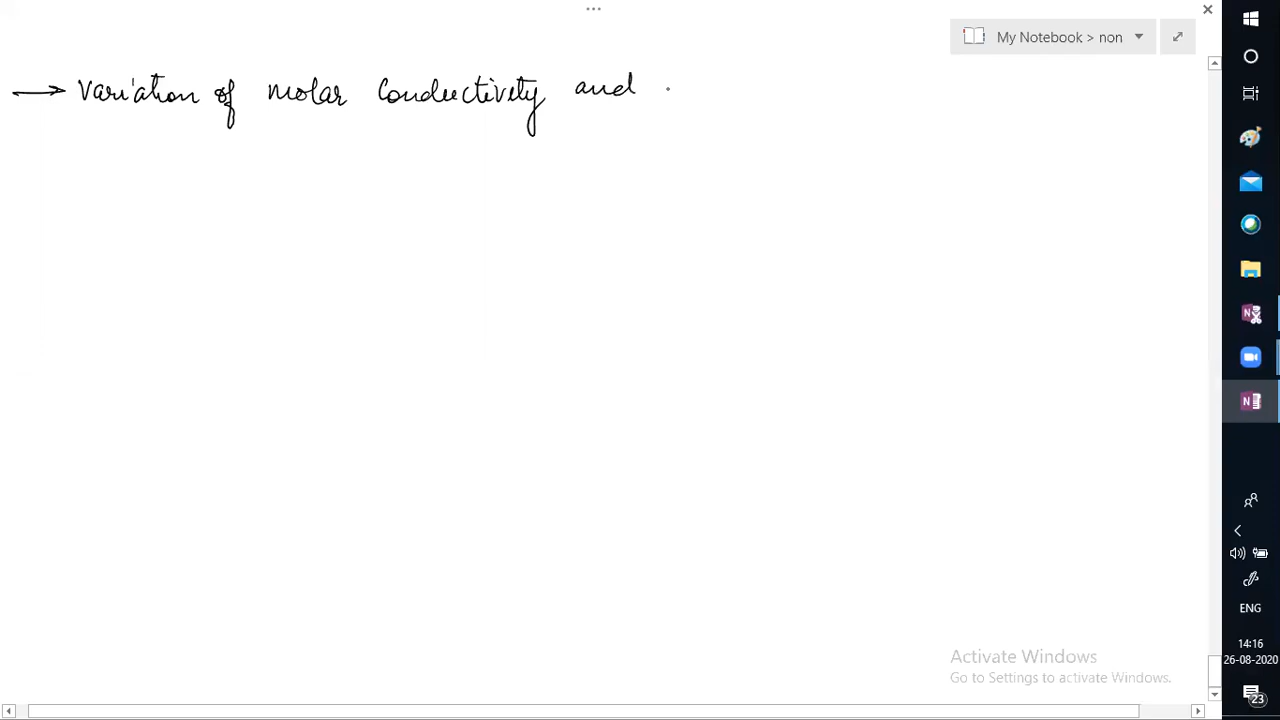 My Notebook > non
→ Variation of molar conductivity and
Activate Windows
Go to Settings to activate Windows.
ENG
14:16
26-08-2020
23